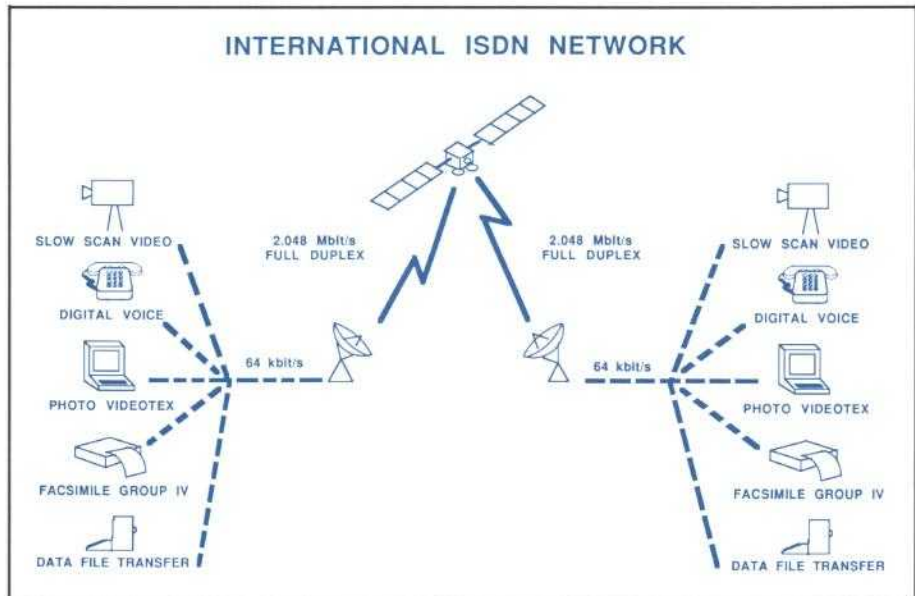 INTERNATIONAL ISDN NETWORK
SLOW SCAN VIDEO
DIGITAL VOICE
PHOTO VIDEOTEX
FACSIMILE GROUP IV
DATA FILE TRANSFER
64 kbit/s
2.048 Mbit/s
FULL DUPLEX
2.048 Mbit/s
FULL DUPLEX
64 kbit/s
SLOW SCAN VIDEO
DIGITAL VOICE
PHOTO VIDEOTEX
FACSIMILE GROUP IV
DATA FILE TRANSFER